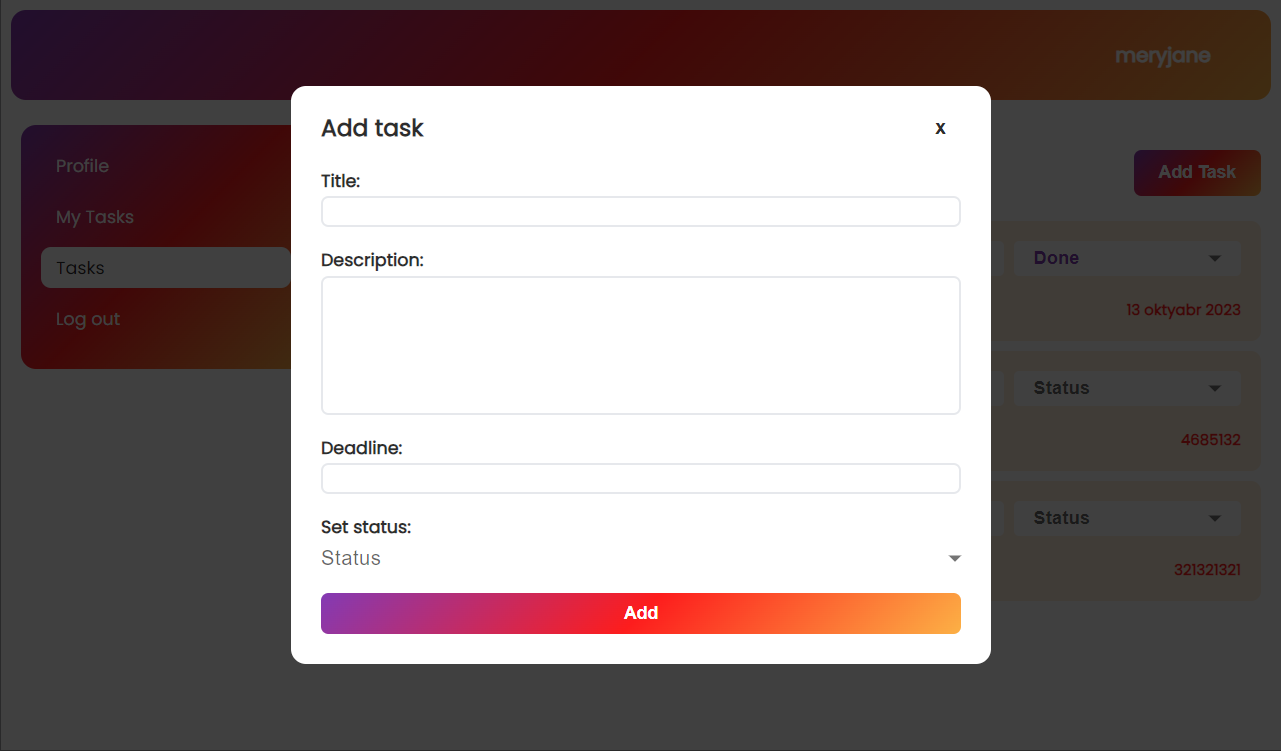 meryjane
Profile
My Tasks
Tasks
Log out
Add Task
Done
13 oktyabr 2023
Status
4685132
Status
321321321
Add task
x
Title:
Description:
Deadline:
Set status:
Status
Add